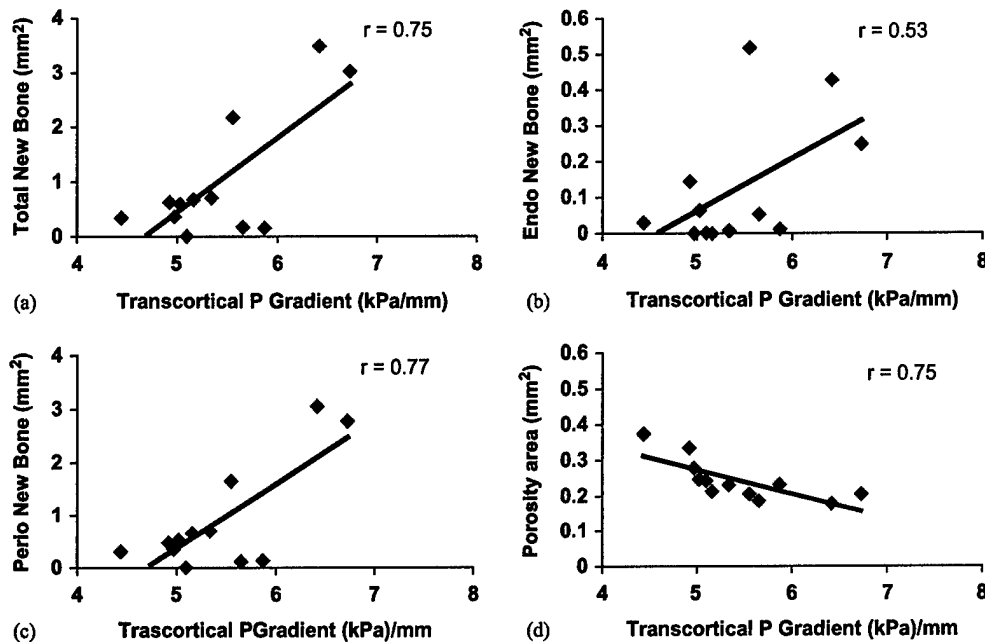 4
3
2
1
0
4
5
6
7
8
Total New Bone (mm²)
r = 0.75
(a)
Transcortical P Gradient (kPa/mm)
0.6
0.5
0.4
0.3
0.2
0.1
0
4
5
6
7
8
Endo New Bone (mm²)
r = 0.53
(b)
Transcortical P Gradient (kPa/mm)
4
3
2
1
0
4
5
6
7
8
Perio New Bone (mm²)
r = 0.77
(c)
Trascortical PGradient (kPa)/mm
0.6
0.5
0.4
0.3
0.2
0.1
0
4
5
6
7
8
Porosity area (mm²)
r = 0.75
(d)
Transcortical P Gradient (kPa)/mm